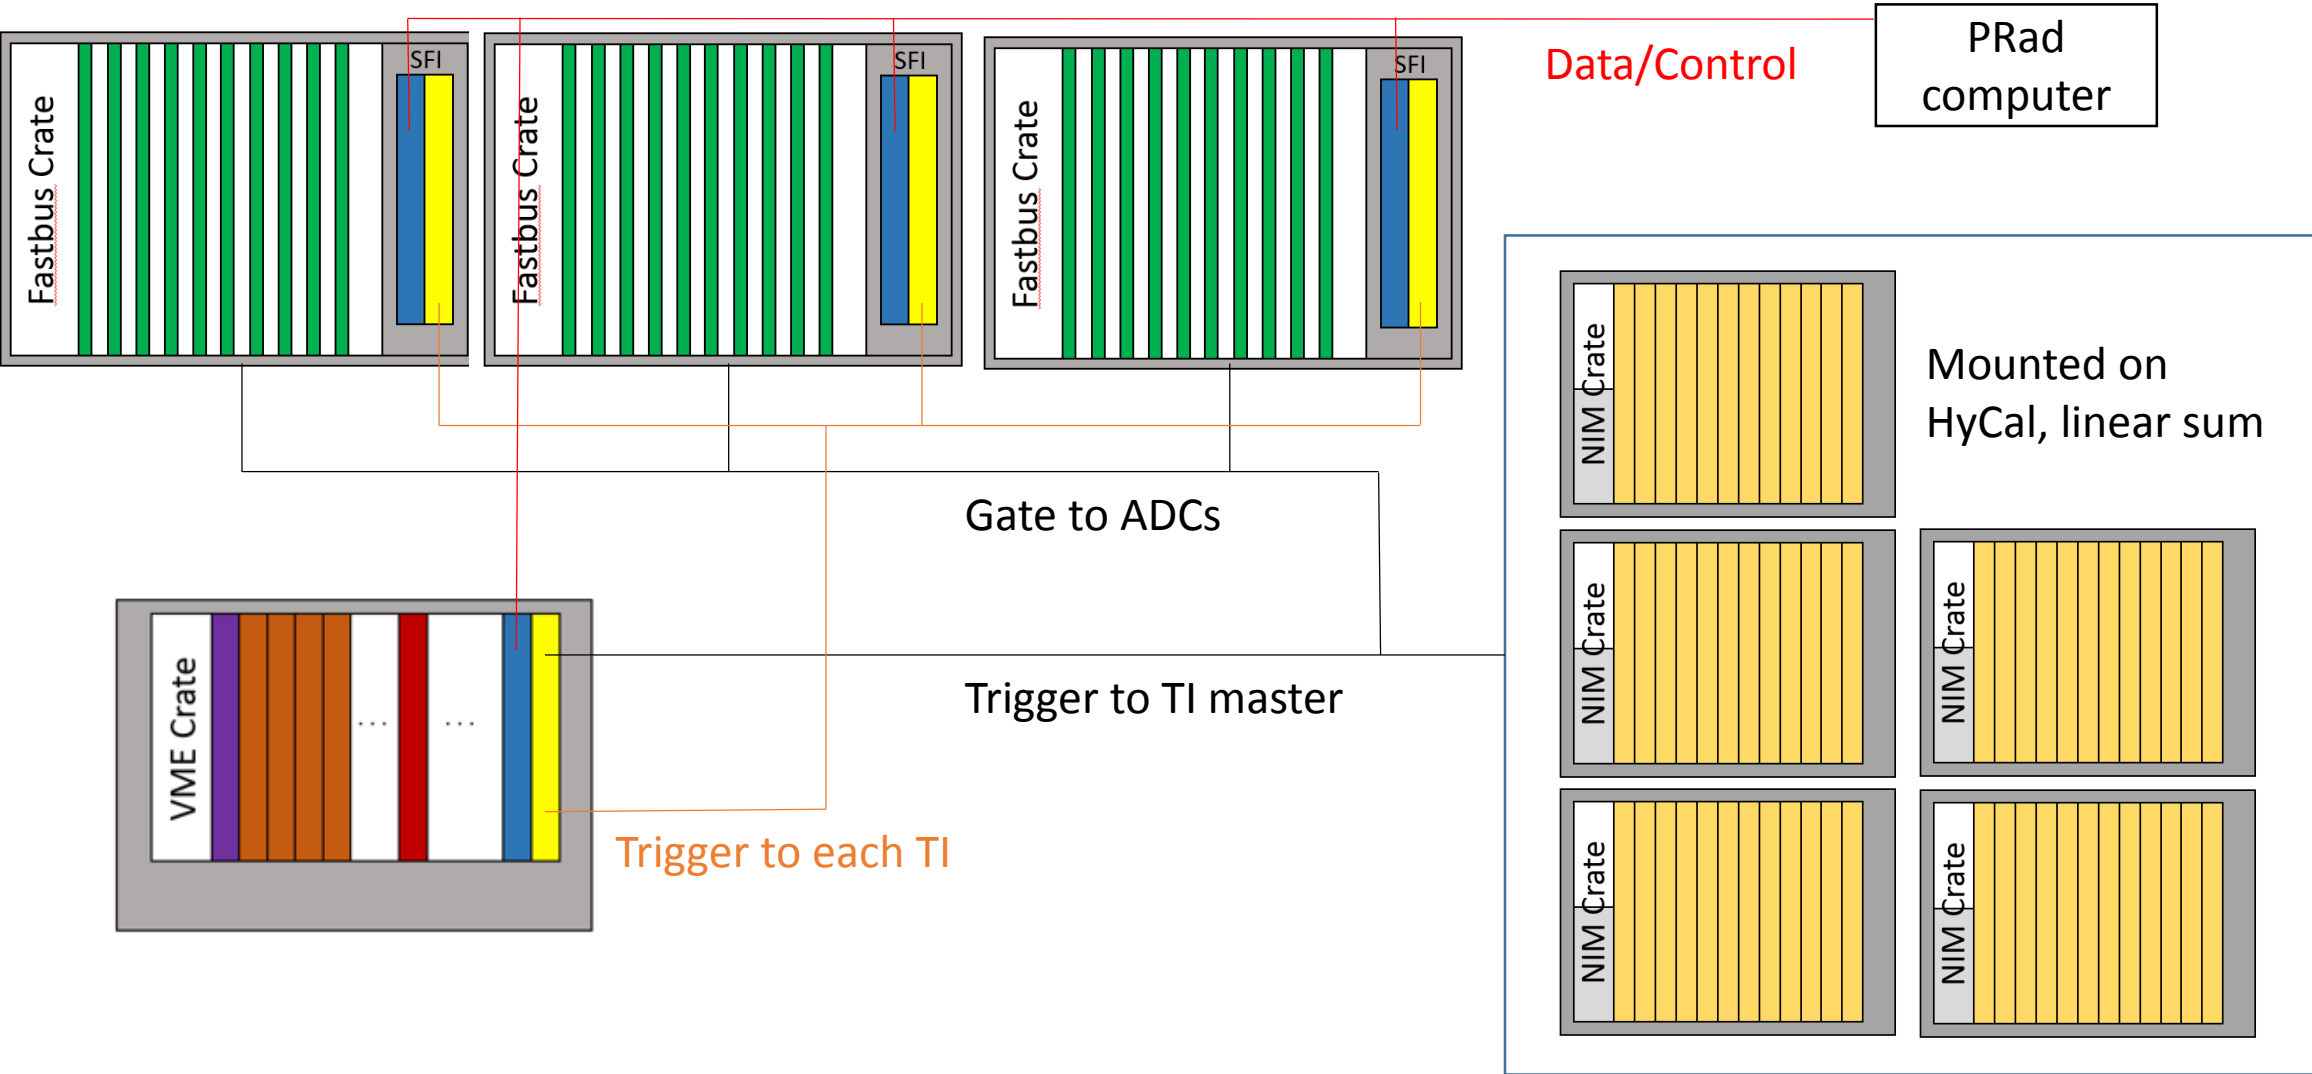 PRad
computer
Data/Control
SFI
SFI
SFI
Fastbus Crate
Fastbus Crate
Fastbus Crate
Mounted on
HyCal, linear sum
NIM Crate
Gate to ADCs
NIM Crate
NIM Crate
VME Crate
...
...
Trigger to TI master
Trigger to each TI
NIM Crate
NIM Crate